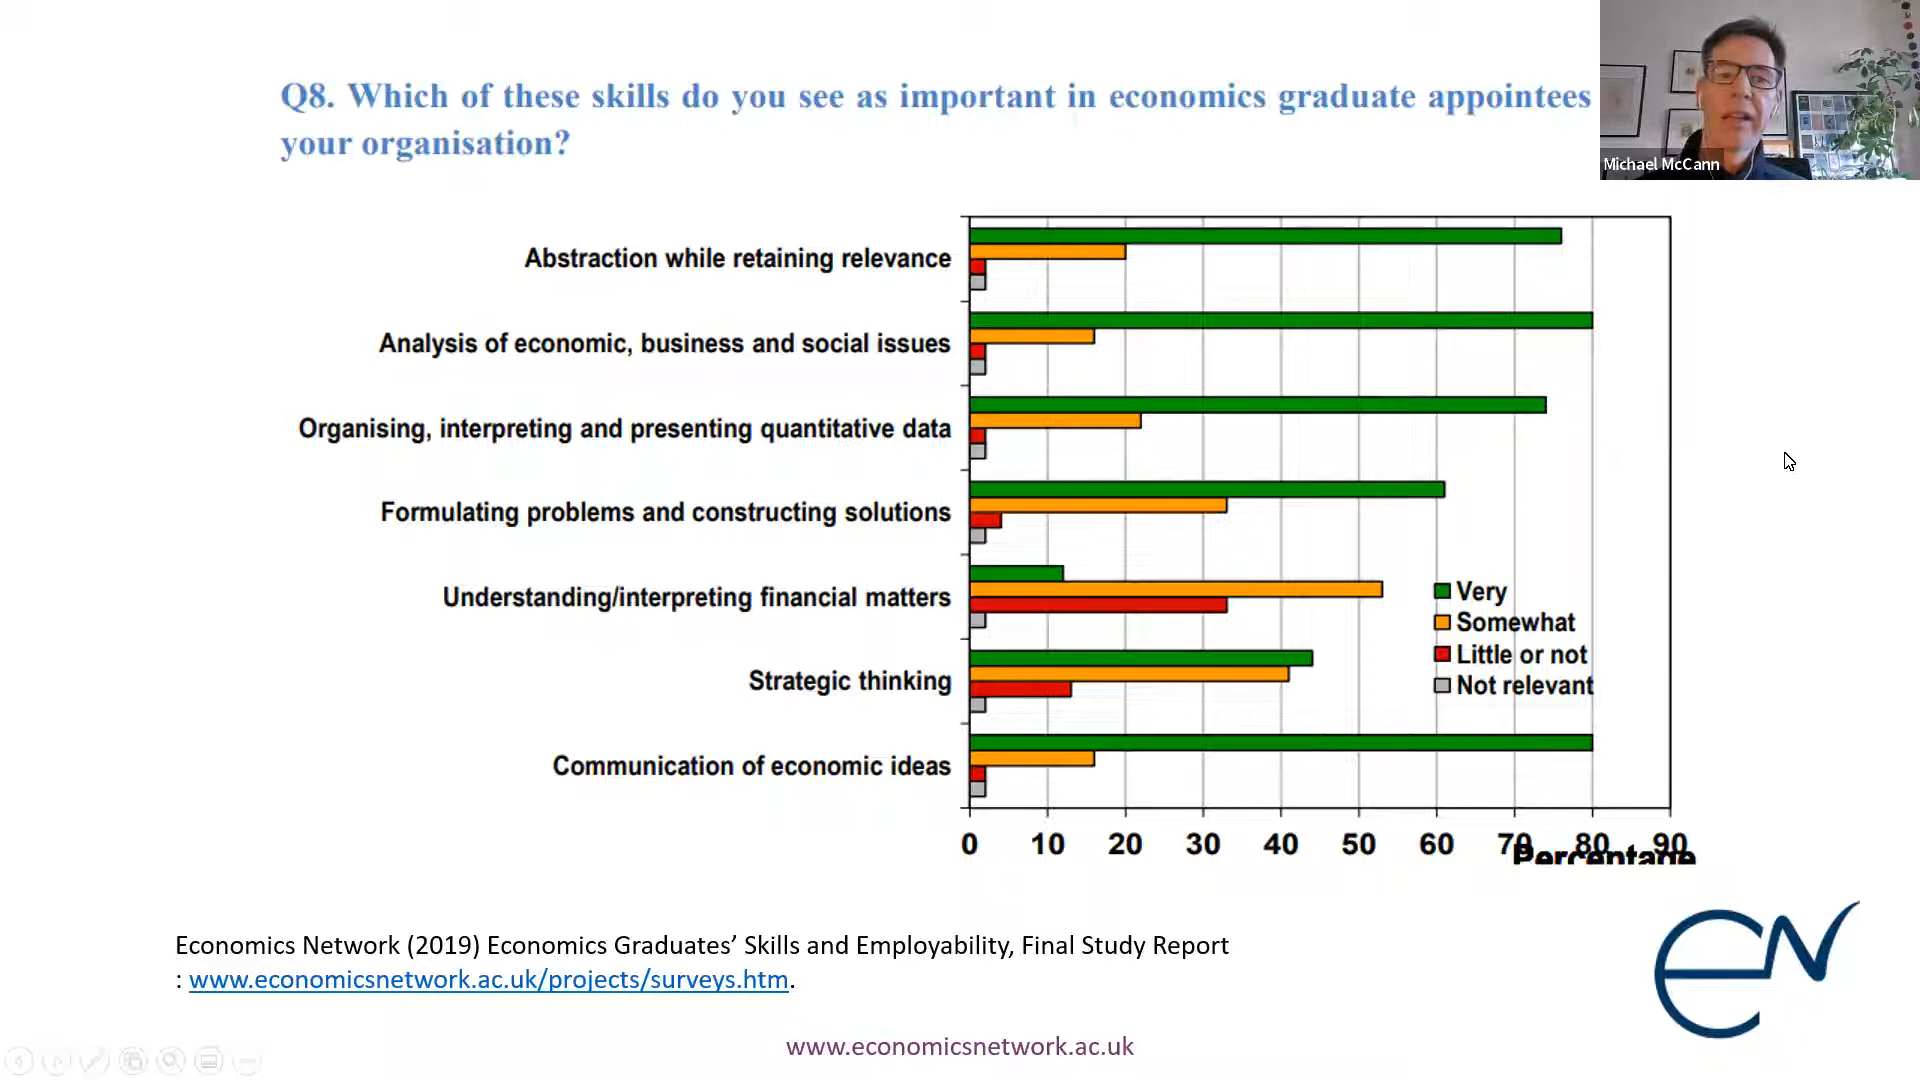 Q8. Which of these skills do you see as important in economics graduate appointees
your organisation?
Michael McCann
Abstraction while retaining relevance
Analysis of economic, business and social issues
Organising, interpreting and presenting quantitative data
Formulating problems and constructing solutions
Understanding/interpreting financial matters
Strategic thinking
Communication of economic ideas
Very
Somewhat
Little or not
Not relevant
0 10 20 30 40 50 60 70 80 90
Percentage
Economics Network (2019) Economics Graduates’ Skills and Employability, Final Study Report
: www.economicsnetwork.ac.uk/projects/surveys.htm.
eN
www.economicsnetwork.ac.uk